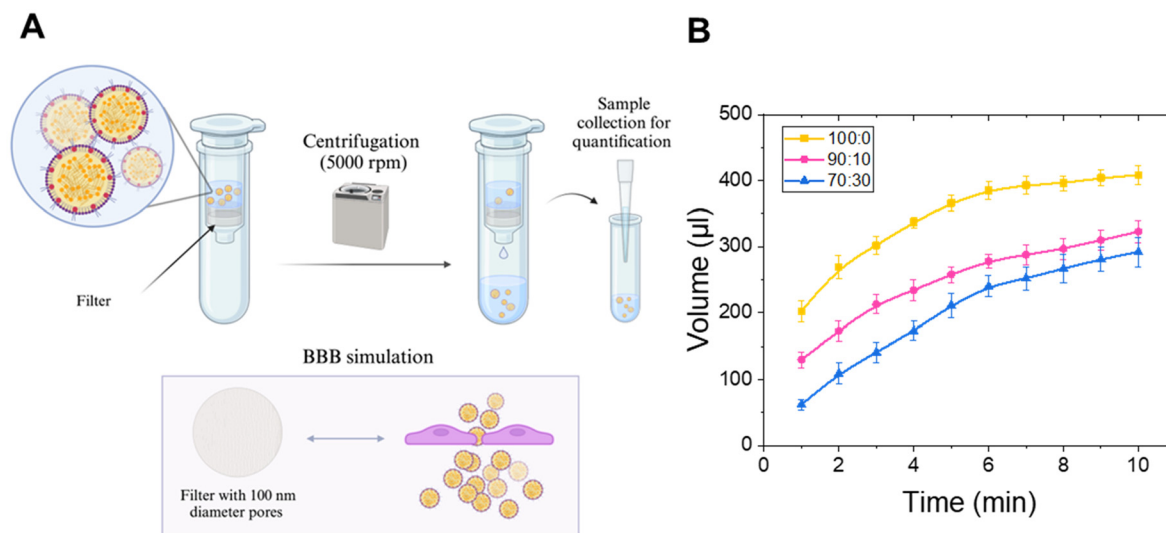 A
Centrifugation
(5000 rpm)
Sample
collection for
quantification
Filter
BBB simulation
Filter with 100 nm
diameter pores
B
500
400
300
200
100
0
Volume (µl)
100:0
90:10
70:30
0 2 4 6 8 10
Time (min)